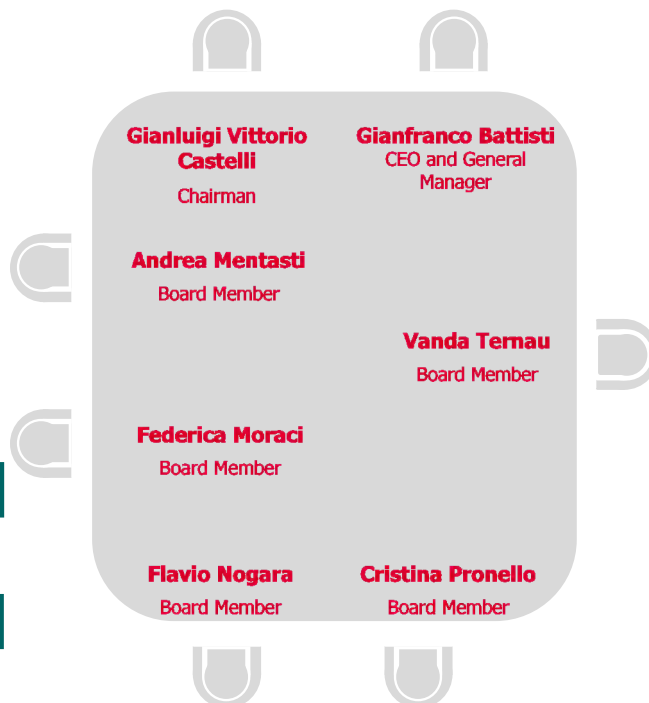 Gianluigi Vittorio
Castelli
Chairman
Gianfranco Battisti
CEO and General
Manager
Andrea Mentasti
Board Member
Vanda Ternau
Board Member
Federica Moraci
Board Member
Flavio Nogara
Board Member
Cristina Pronello
Board Member